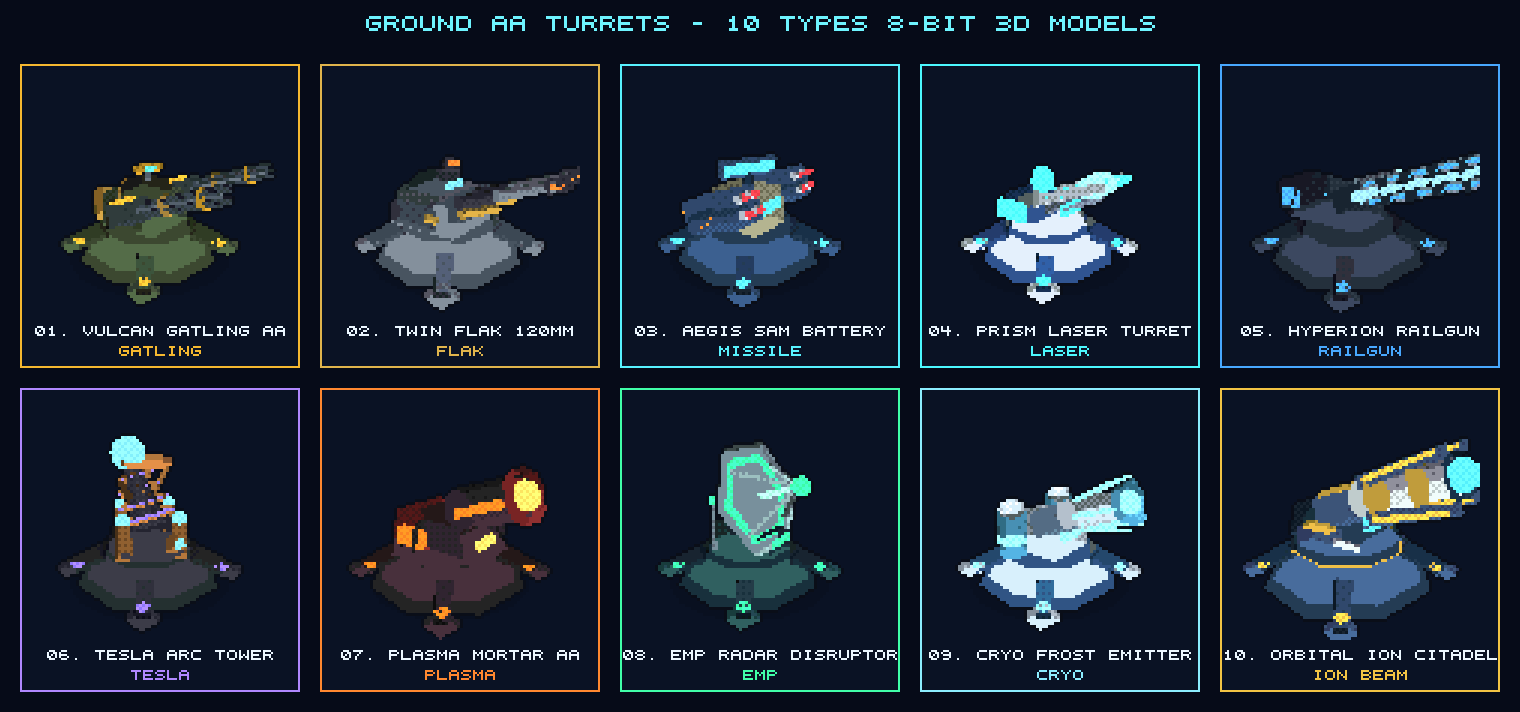 GROUND AA TURRETS - 10 TYPES 8-BIT 3D MODELS
01. VULCAN GATLING AA
GATLING
02. TWIN FLAK 120MM
FLAK
03. AEGIS SAM BATTERY
MISSILE
04. PRISM LASER TURRET
LASER
05. HYPERION RAILGUN
RAILGUN
06. TESLA ARC TOWER
TESLA
07. PLASMA MORTAR AA
PLASMA
08. EMP RADAR DISRUPTOR
EMP
09. CRYO FROST EMITTER
CRYO
10. ORBITAL ION CITADEL
ION BEAM